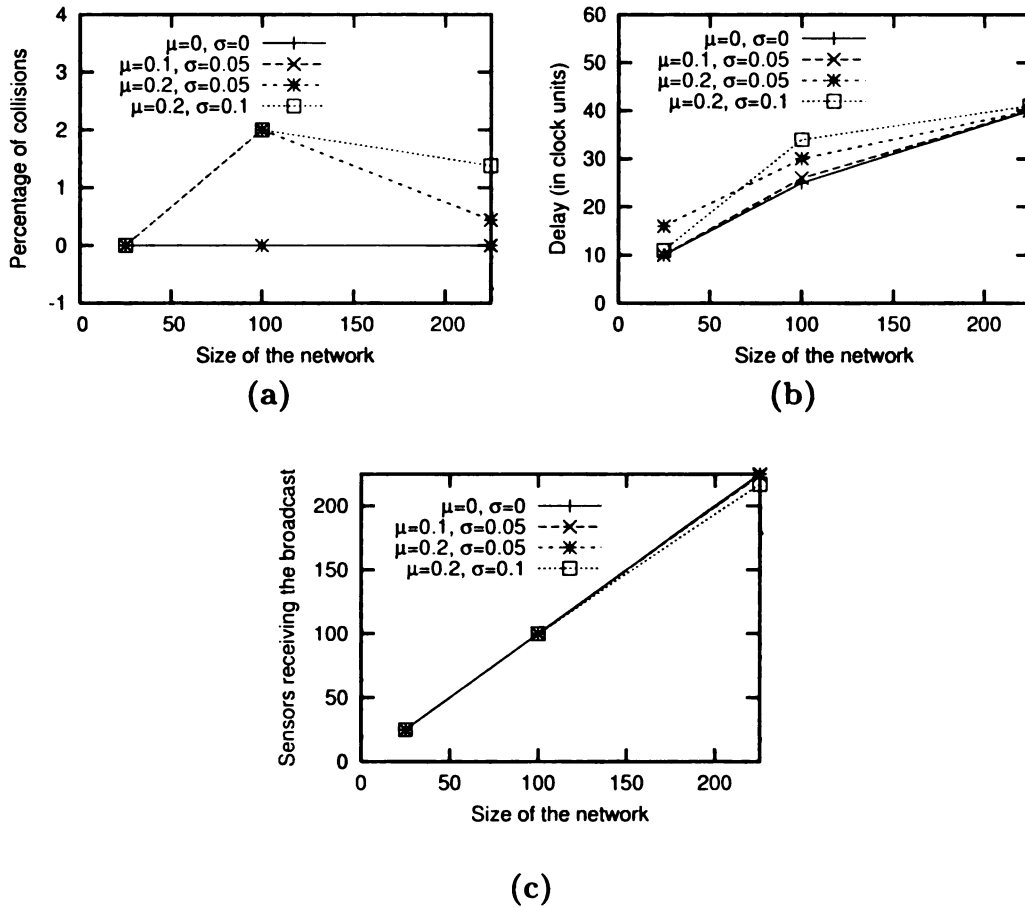 Percentage of collisions
4
3
2
1
0
-1
μ=0, σ=0
μ=0.1, σ=0.05
μ=0.2, σ=0.05
μ=0.2, σ=0.1
0 50 100 150 200
Size of the network
(a)
Delay (in clock units)
60
50
40
30
20
10
0
μ=0, σ=0
μ=0.1, σ=0.05
μ=0.2, σ=0.05
μ=0.2, σ=0.1
0 50 100 150 200
Size of the network
(b)
Sensors receiving the broadcast
200
150
100
50
0
μ=0, σ=0
μ=0.1, σ=0.05
μ=0.2, σ=0.05
μ=0.2, σ=0.1
0 50 100 150 200
Size of the network
(c)